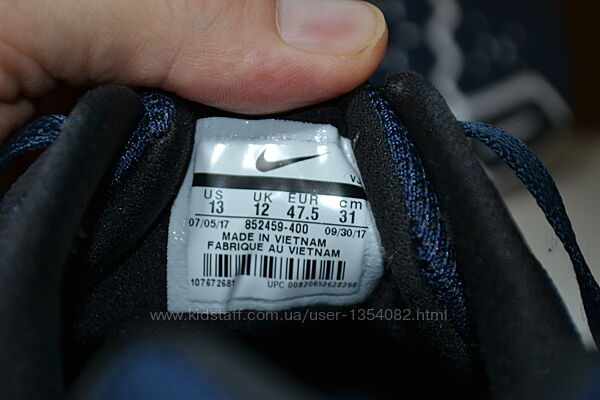 US UK EUR cm
13 12 47.5 31
07/05/17 852459-400 09/30/17
MADE IN VIETNAM
FABRIQUE AU VIETNAM
107672681 UPC
www.kidstaff.com.ua/user-1354082.html